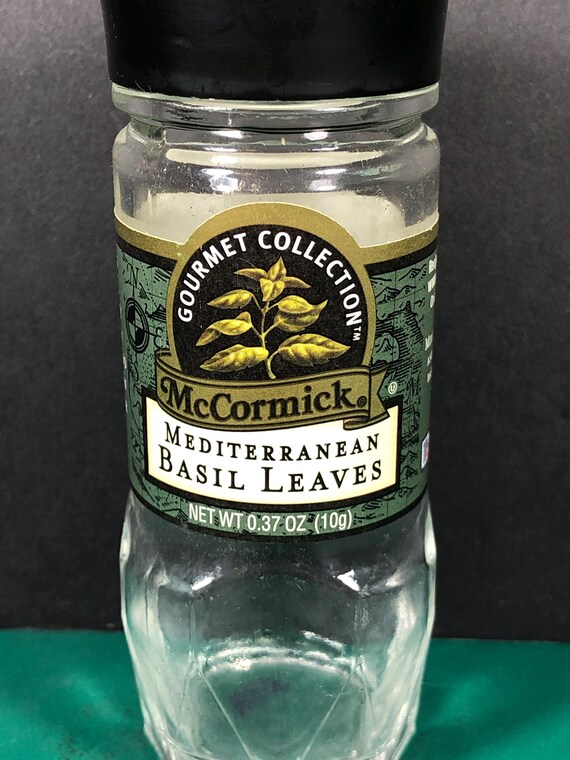 GOURMET COLLECTION™
McCormick®
MEDITERRANEAN
BASIL LEAVES
NET WT 0.37 OZ (10g)